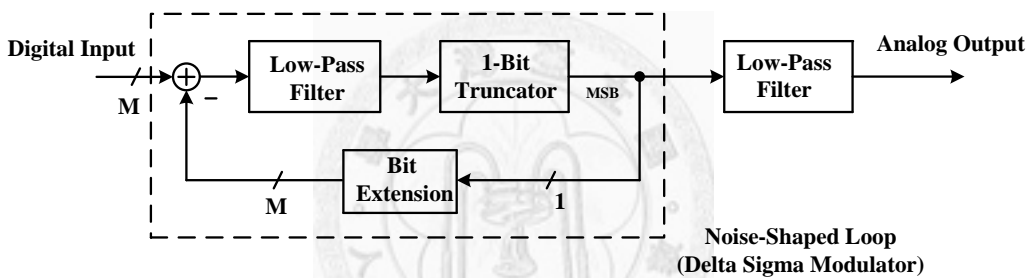 Digital Input
M
Low-Pass
Filter
1-Bit
Truncator
MSB
Low-Pass
Filter
Analog Output
–
Bit
Extension
M
1
Noise-Shaped Loop
(Delta Sigma Modulator)